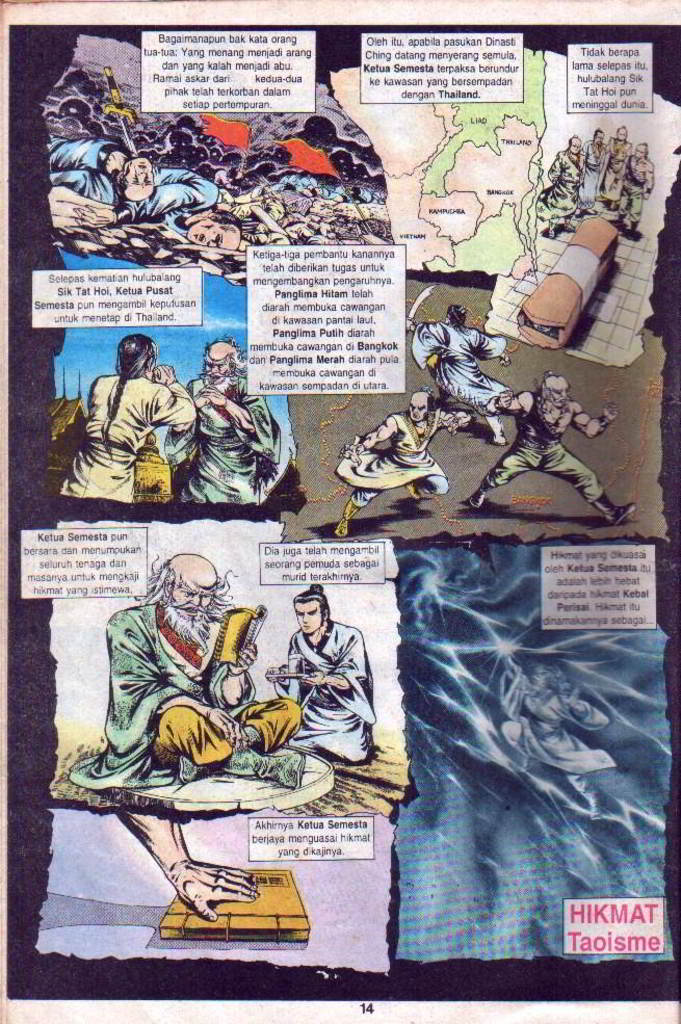 Bagaimanapun bak kata orang
tua-tua: Yang menang menjadi arang
dan yang kalah menjadi abu.
Ramai askar dari kedua-dua
pihak telah terkorban dalam
setiap pertempuran.
Oleh itu, apabila pasukan Dinasti
Ching datang menyerang semula,
Ketua Semesta terpaksa berundur
ke kawasan yang bersempadan
dengan Thailand.
Tidak berapa
lama selepas itu,
hulubalang Sik
Tat Hoi pun
meninggal dunia.
LIAO
THAILAND
BANGKOK
KAMPUCHEA
VIETNAM
Selepas kematian hulubalang
Sik Tat Hoi, Ketua Pusat
Semesta pun mengambil keputusan
untuk menetap di Thailand.
Ketiga-tiga pembantu kanannya
telah diberikan tugas untuk
mengembangkan pengaruhnya.
Panglima Hitam telah
diarah membuka cawangan
di kawasan pantai laut,
Panglima Putih diarah
membuka cawangan di Bangkok
dan Panglima Merah diarah pula
membuka cawangan di
kawasan sempadan di utara.
BANGKOK
Ketua Semesta pun
bersara dan menumpukan
seluruh tenaga dan
masanya untuk mengkaji
hikmat yang istimewa.
Dia juga telah mengambil
seorang pemuda sebagai
murid terakhirnya.
Hikmat yang dikuasai
oleh Ketua Semesta itu
adalah lebih hebat
daripada hikmat Kebal
Perisai. Hikmat itu
dinamakannya sebagai...
Akhirnya Ketua Semesta
berjaya menguasai hikmat
yang dikajinya.
HIKMAT
Taoisme
14